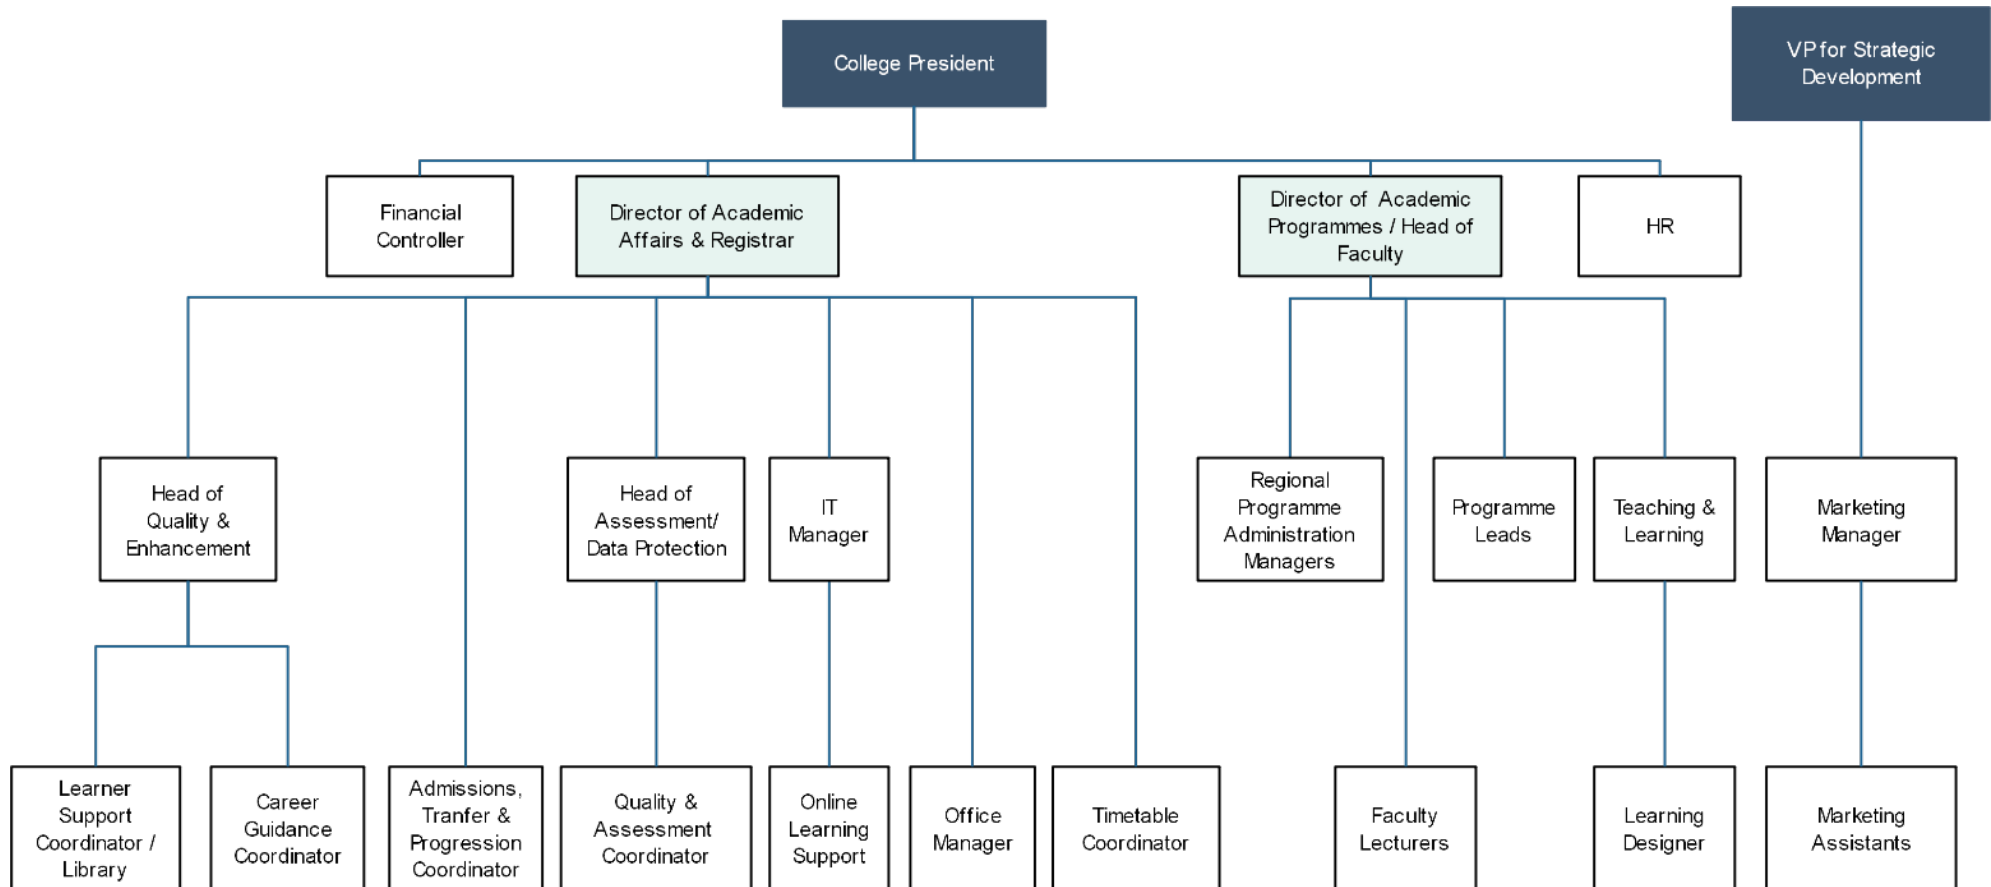 College President
VP for Strategic
Development
Financial
Controller
Director of Academic
Affairs & Registrar
Director of Academic
Programmes / Head of
Faculty
HR
Head of
Quality &
Enhancement
Head of
Assessment/
Data Protection
IT
Manager
Regional
Programme
Administration
Managers
Programme
Leads
Teaching &
Learning
Marketing
Manager
Learner
Support
Coordinator /
Library
Career
Guidance
Coordinator
Admissions,
Tranfer &
Progression
Coordinator
Quality &
Assessment
Coordinator
Online
Learning
Support
Office
Manager
Timetable
Coordinator
Faculty
Lecturers
Learning
Designer
Marketing
Assistants